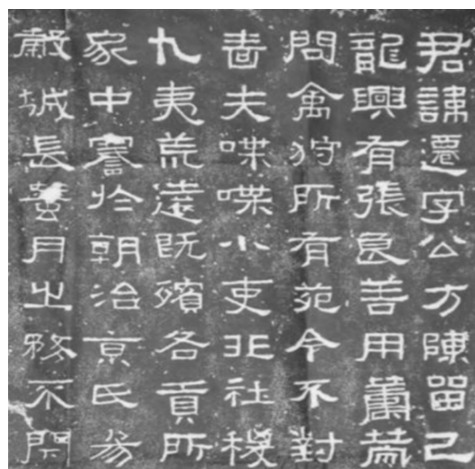 君諱遷字公方陳留己
龍興有張良善用籌策
問禽狩所有苑令不對
嗇夫喋喋小吏非社稷
九夷荒遠既殯各貢所
家中謇於朝治京氏易
穀城長蠶月之務不閉